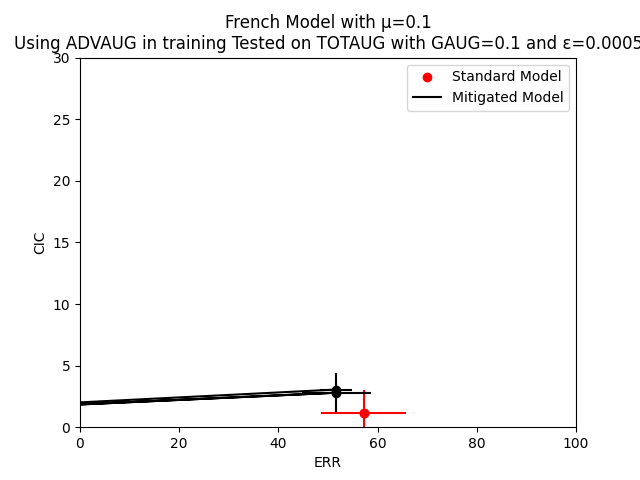 French Model with μ=0.1
Using ADVAUG in training Tested on TOTAUG with GAUG=0.1 and ε=0.0005
30
25
20
15
10
5
0
CIC
Standard Model
Mitigated Model
0 20 40 60 80 100
ERR